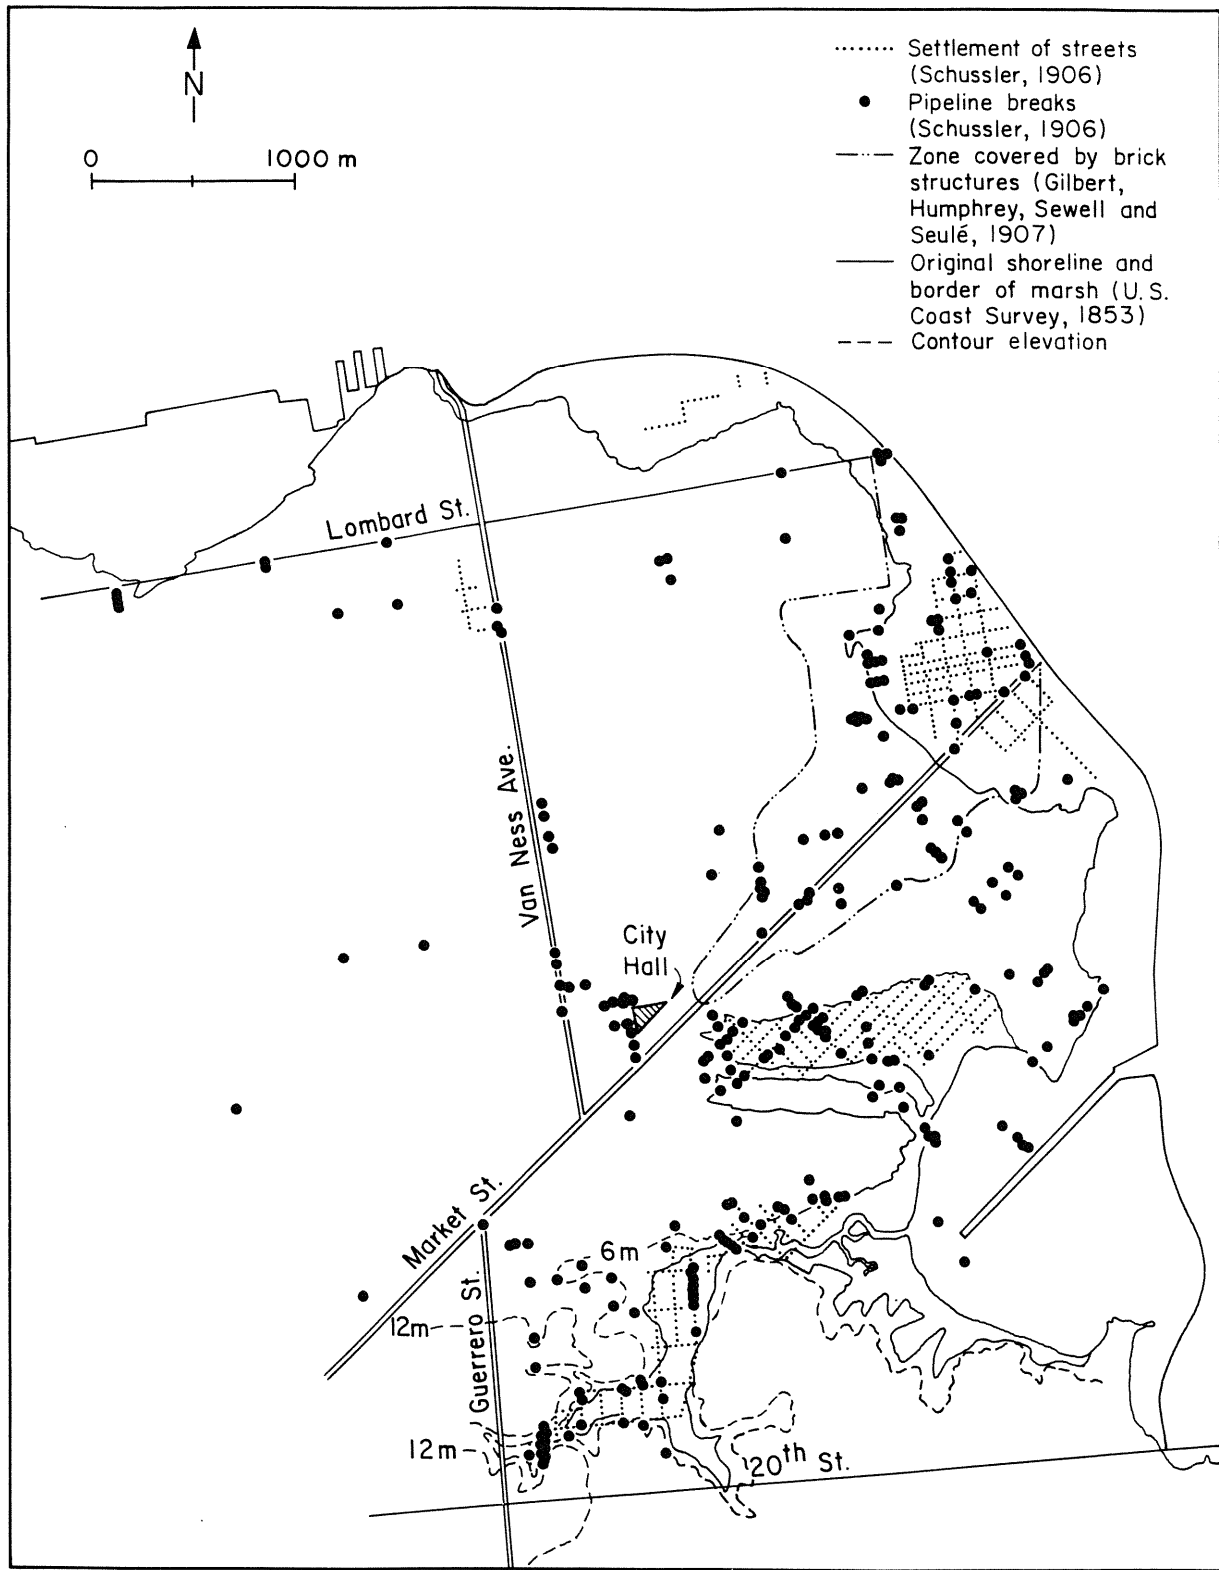 N
0 1000 m
Settlement of streets
(Schussler, 1906)
Pipeline breaks
(Schussler, 1906)
Zone covered by brick
structures (Gilbert,
Humphrey, Sewell and
Seulé, 1907)
Original shoreline and
border of marsh (U.S.
Coast Survey, 1853)
Contour elevation
Lombard St.
Van Ness Ave.
City
Hall
Market St.
6m
12m
Guerrero St.
12m
20th St.